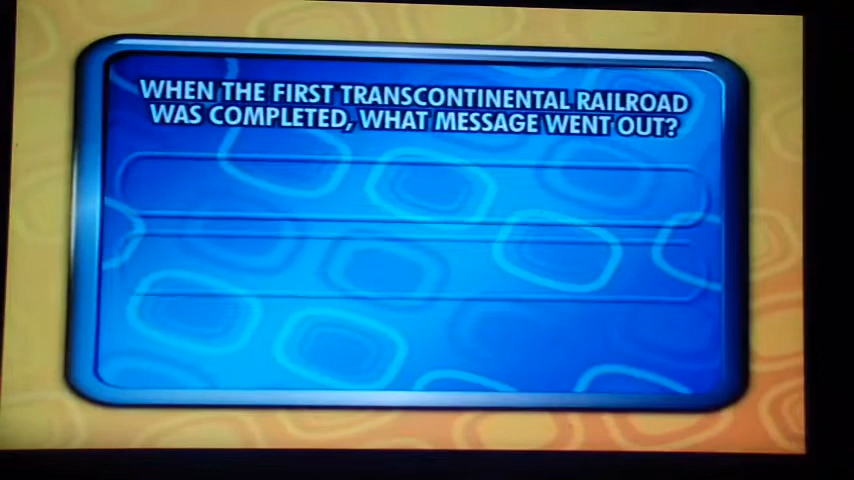 WHEN THE FIRST TRANSCONTINENTAL RAILROAD
WAS COMPLETED, WHAT MESSAGE WENT OUT?